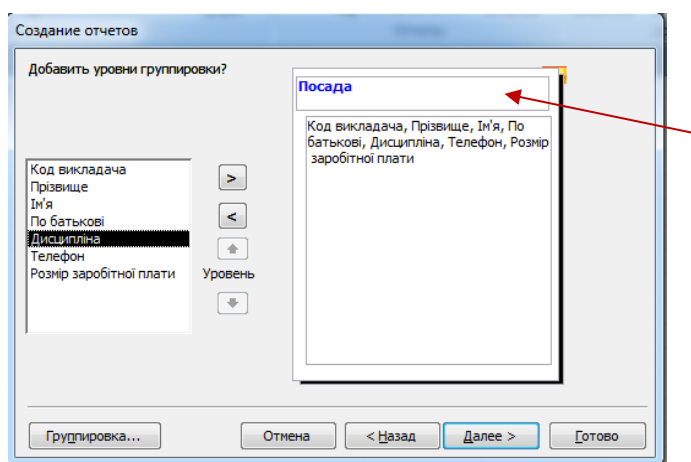 Создание отчетов
Добавить уровни группировки?
Посада
Код викладача, Прізвище, Ім'я, По
батькові, Дисципліна, Телефон, Розмір
заробітної плати
Код викладача
Прізвище
Ім'я
По батькові
Дисципліна
Телефон
Розмір заробітної плати
>
<
Уровень
Группировка...
Отмена
< Назад
Далее >
Готово